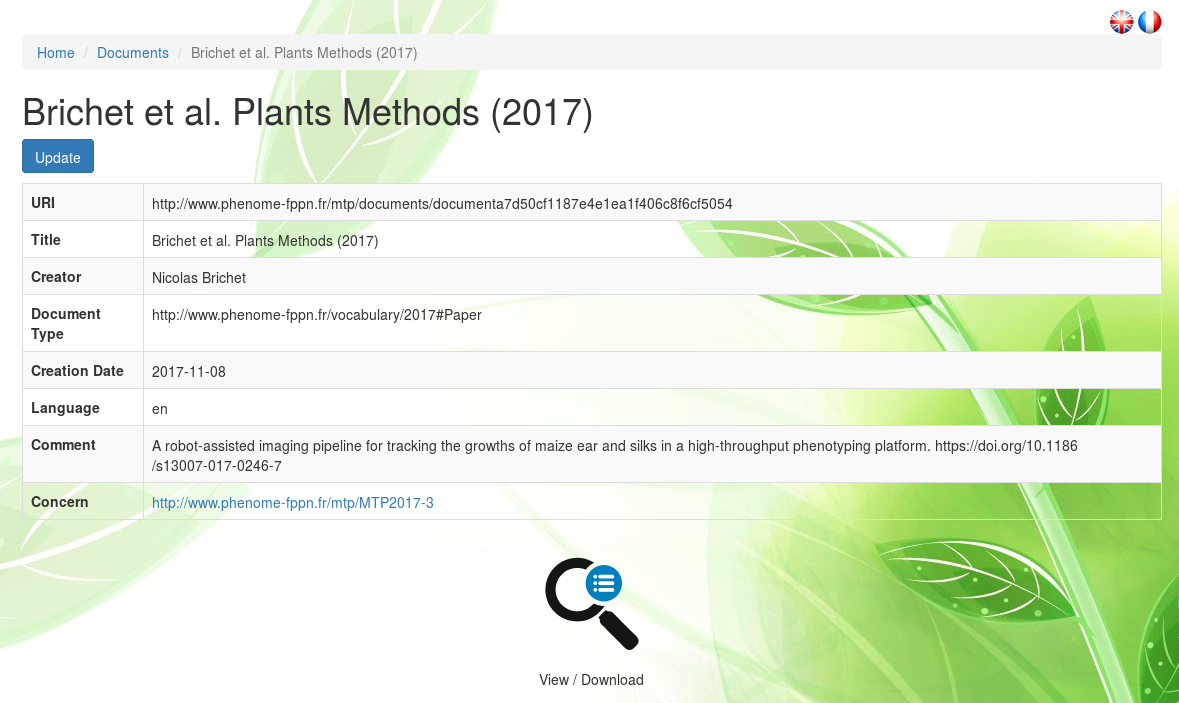 Home / Documents / Brichet et al. Plants Methods (2017)
Brichet et al. Plants Methods (2017)
Update
URI http://www.phenome-fppn.fr/mtp/documents/documenta7d50cf1187e4e1ea1f406c8f6cf5054
Title Brichet et al. Plants Methods (2017)
Creator Nicolas Brichet
Document http://www.phenome-fppn.fr/vocabulary/2017#Paper
Type
Creation Date 2017-11-08
Language en
Comment A robot-assisted imaging pipeline for tracking the growths of maize ear and silks in a high-throughput phenotyping platform. https://doi.org/10.1186
/s13007-017-0246-7
Concern http://www.phenome-fppn.fr/mtp/MTP2017-3
View / Download